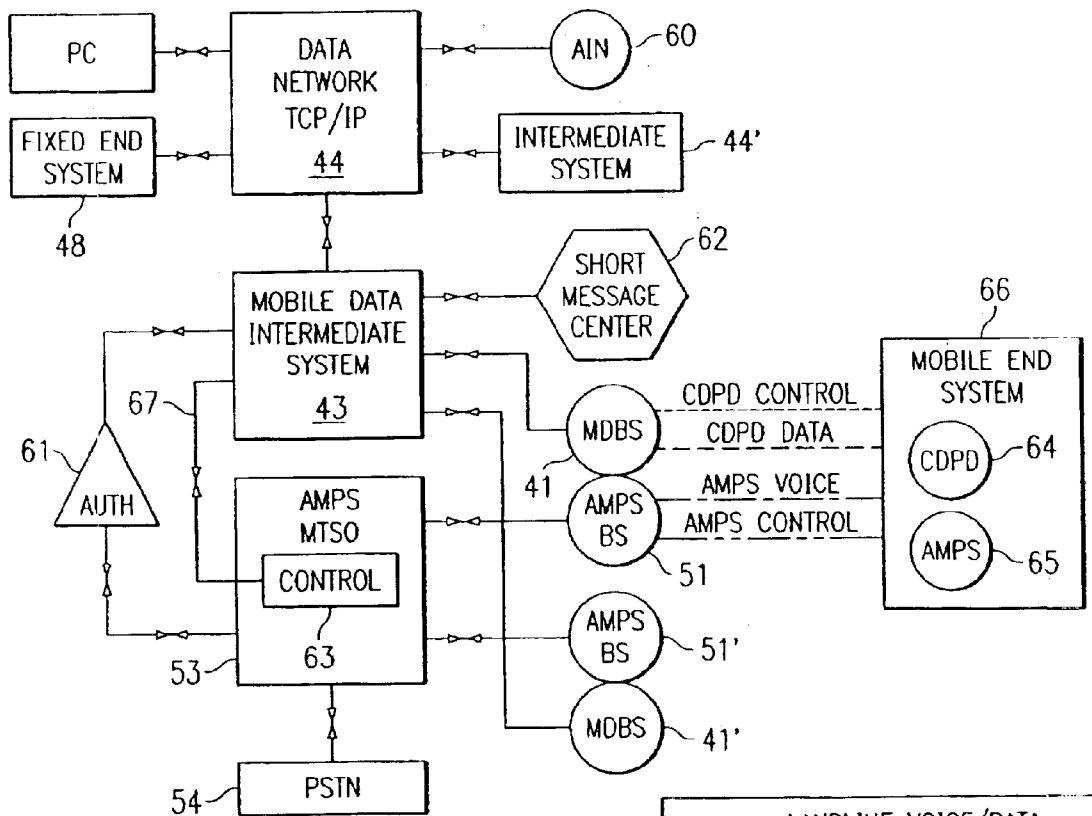 PC
DATA
NETWORK
TCP/IP
44
AIN
60
FIXED END
SYSTEM
48
INTERMEDIATE
SYSTEM
44'
MOBILE DATA
INTERMEDIATE
SYSTEM
43
SHORT
MESSAGE
CENTER
62
66
MOBILE END
SYSTEM
CDPD
64
AMPS
65
67
61
AUTH
MDBS
41
CDPD CONTROL
CDPD DATA
AMPS
BS
51
AMPS VOICE
AMPS CONTROL
AMPS
MTSO
CONTROL
63
53
AMPS
BS
51'
MDBS
41'
PSTN
54